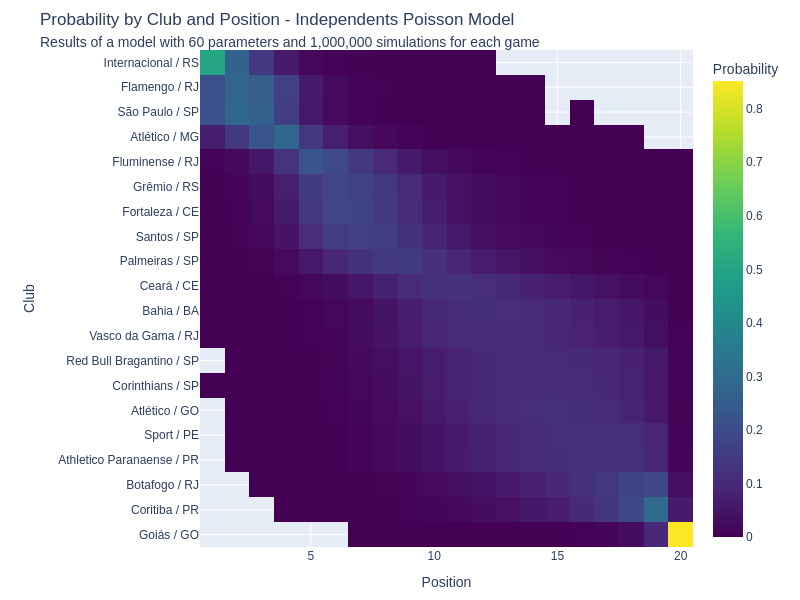 Probability by Club and Position - Independents Poisson Model
Results of a model with 60 parameters and 1,000,000 simulations for each game
Probability
Club
Internacional / RS
Flamengo / RJ
São Paulo / SP
Atlético / MG
Fluminense / RJ
Grêmio / RS
Fortaleza / CE
Santos / SP
Palmeiras / SP
Ceará / CE
Bahia / BA
Vasco da Gama / RJ
Red Bull Bragantino / SP
Corinthians / SP
Atlético / GO
Sport / PE
Athletico Paranaense / PR
Botafogo / RJ
Coritiba / PR
Goiás / GO
0.8
0.7
0.6
0.5
0.4
0.3
0.2
0.1
0
5
10
15
20
Position